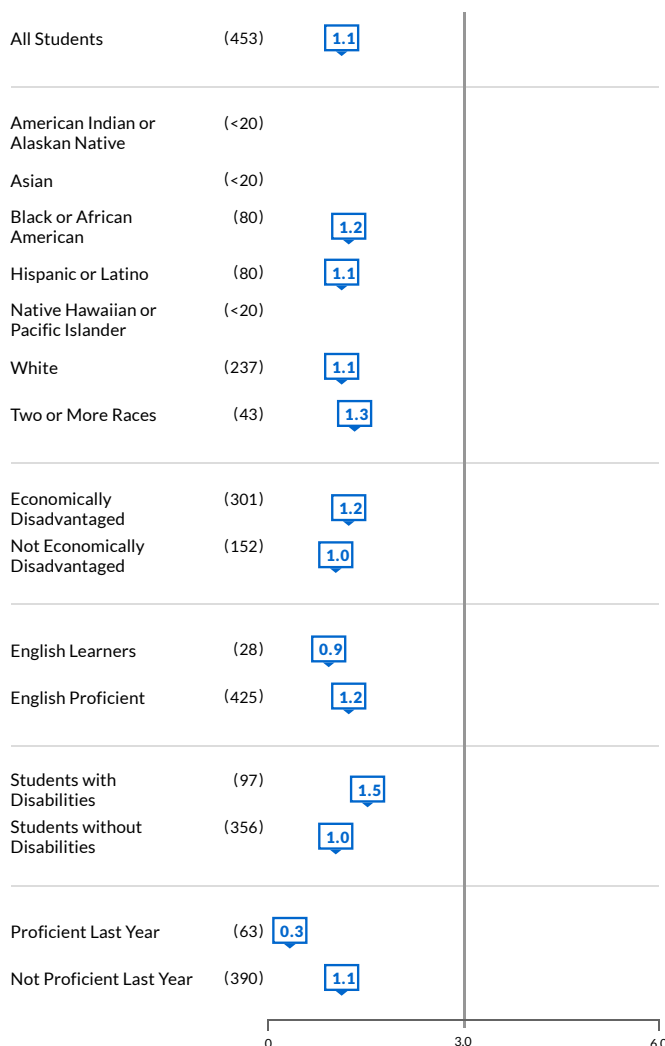 All Students (453) 1.1
American Indian or (<20)
Alaskan Native
Asian (<20)
Black or African (80) 1.2
American
Hispanic or Latino (80) 1.1
Native Hawaiian or (<20)
Pacific Islander
White (237) 1.1
Two or More Races (43) 1.3
Economically (301) 1.2
Disadvantaged
Not Economically (152) 1.0
Disadvantaged
English Learners (28) 0.9
English Proficient (425) 1.2
Students with (97) 1.5
Disabilities
Students without (356) 1.0
Disabilities
Proficient Last Year (63) 0.3
Not Proficient Last Year (390) 1.1
0 3.0 6.0